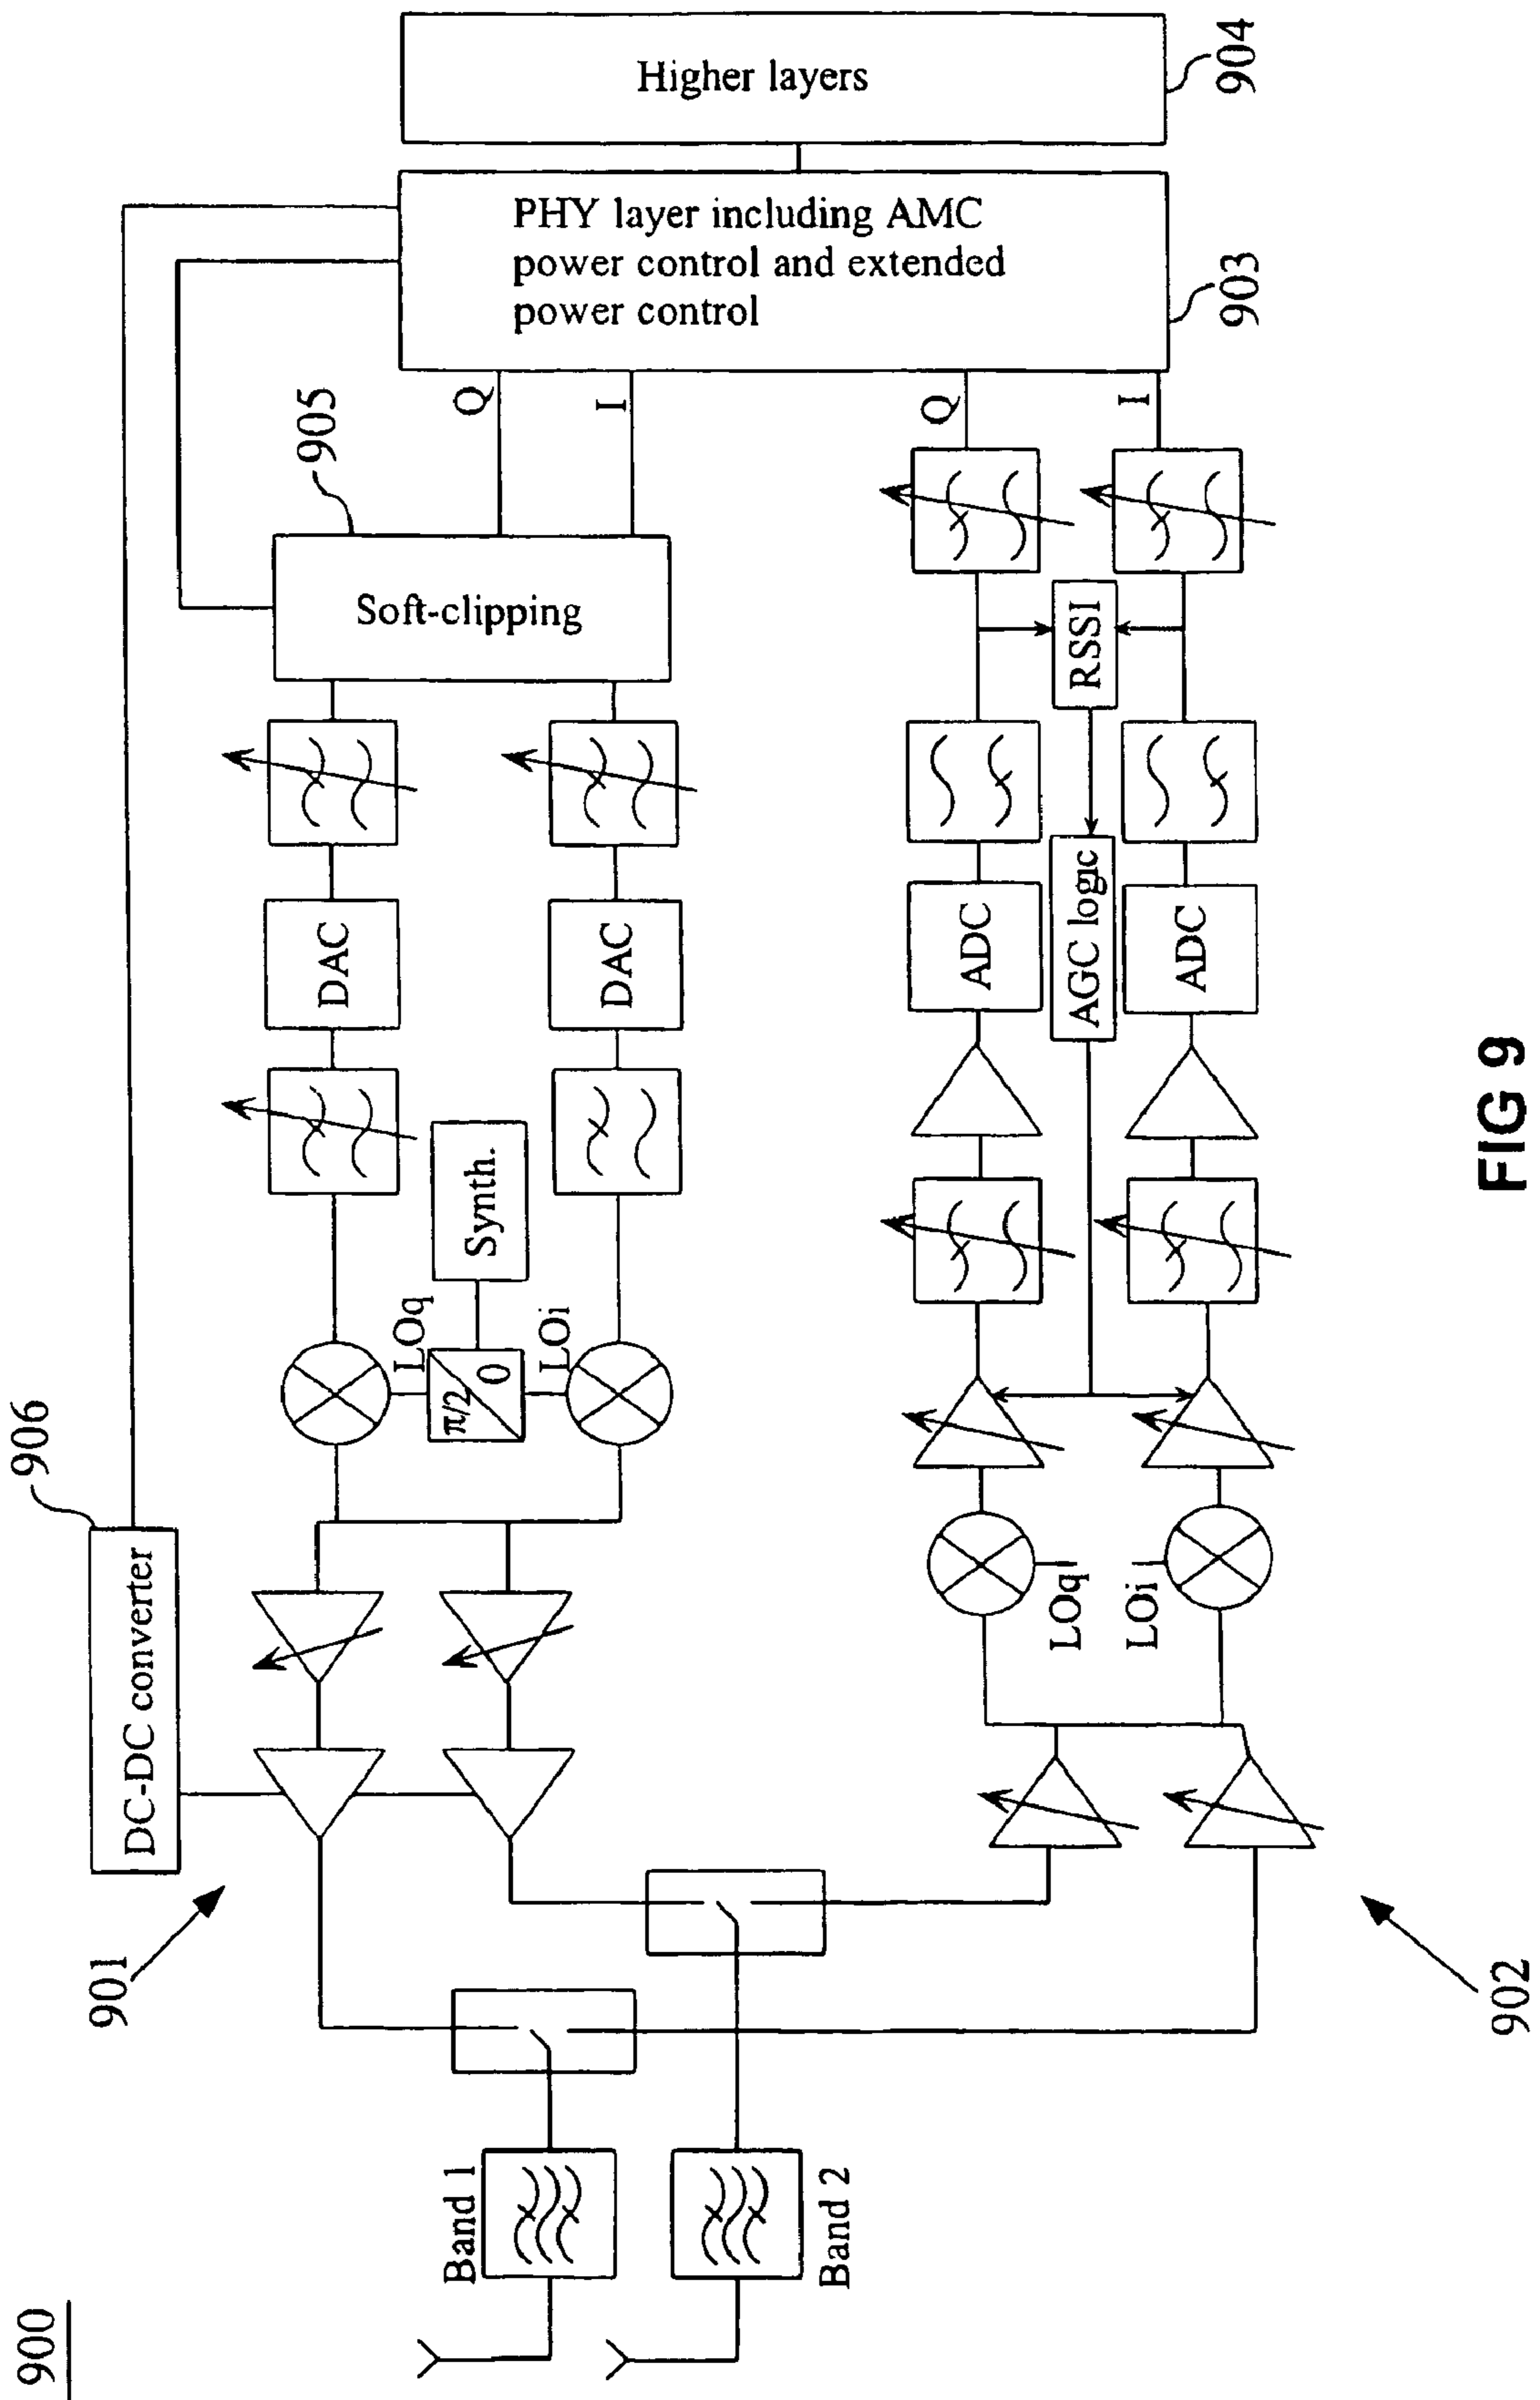 Higher layers
904
PHY layer including AMC
power control and extended
power control
903
905
Q
I
Q
I
Soft-clipping
RSSI
DAC
DAC
ADC
AGC logic
ADC
Synth.
LOq
π/2
0
LOi
906
DC-DC converter
LOq
LOi
901
902
Band 1
Band 2
900
FIG 9